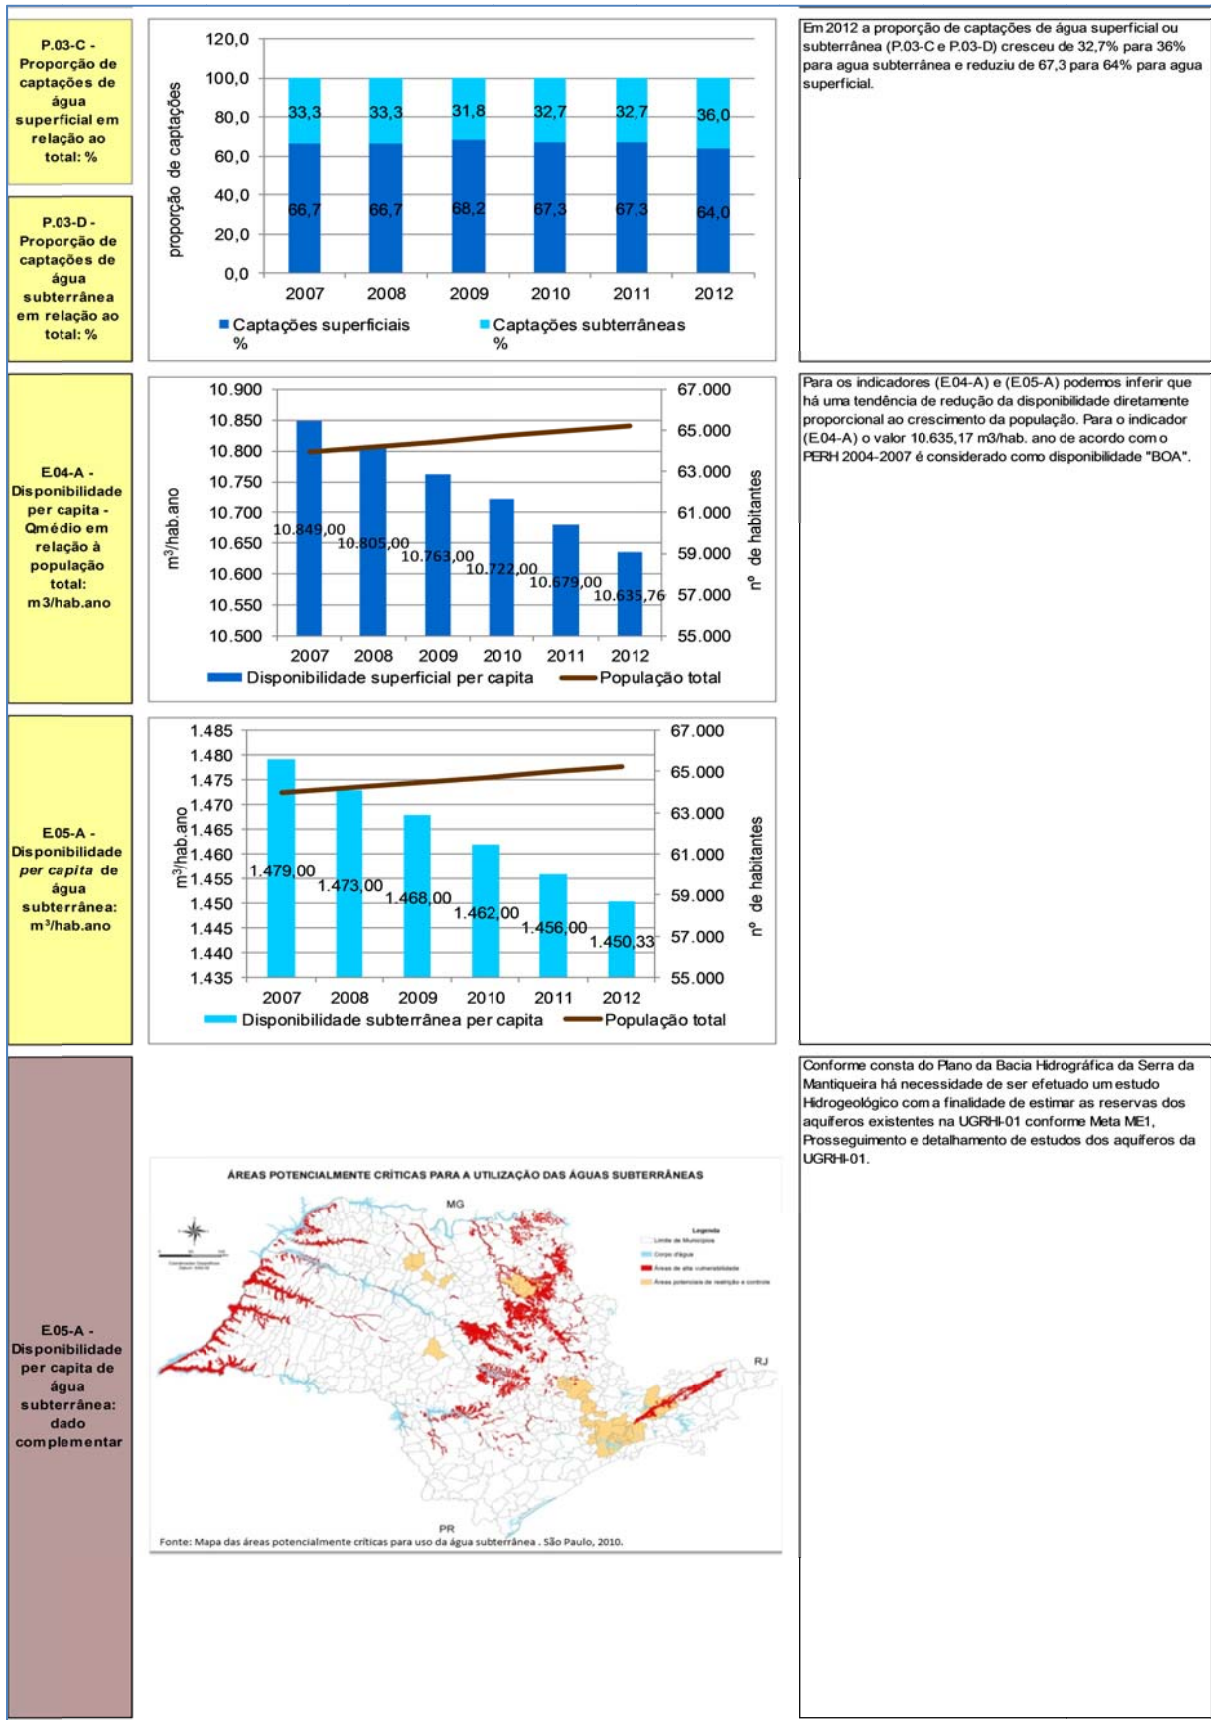 P.03-C -
Proporção de
captações de
água
superficial em
relação ao
total: %
P.03-D -
Proporção de
captações de
água
subterrânea
em relação ao
total: %
120,0
100,0
80,0
60,0
40,0
20,0
0,0
proporção de captações
33,3 33,3 31,8 32,7 32,7 36,0
66,7 66,7 68,2 67,3 67,3 64,0
2007 2008 2009 2010 2011 2012
Captações superficiais
%
Captações subterrâneas
%
Em 2012 a proporção de captações de água superficial ou
subterrânea (P.03-C e P.03-D) cresceu de 32,7% para 36%
para agua subterrânea e reduziu de 67,3 para 64% para agua
superficial.
E.04-A -
Disponibilidade
per capita -
Qmédio em
relação à
população
total:
m3/hab.ano
10.900
10.850
10.800
10.750
10.700
10.650
10.600
10.550
10.500
m³/hab.ano
10.849,00
10.805,00
10.763,00
10.722,00
10.679,00
10.635,76
67.000
65.000
63.000
61.000
59.000
57.000
55.000
nº de habitantes
2007 2008 2009 2010 2011 2012
Disponibilidade superficial per capita População total
Para os indicadores (E.04-A) e (E.05-A) podemos inferir que
há uma tendência de redução da disponibilidade diretamente
proporcional ao crescimento da população. Para o indicador
(E.04-A) o valor 10.635,17 m3/hab. ano de acordo com o
PERH 2004-2007 é considerado como disponibilidade "BOA".
E.05-A -
Disponibilidade
per capita de
água
subterrânea:
m³/hab.ano
1.485
1.480
1.475
1.470
1.465
1.460
1.455
1.450
1.445
1.440
1.435
m³/hab.ano
1.479,00
1.473,00
1.468,00
1.462,00
1.456,00
1.450,33
67.000
65.000
63.000
61.000
59.000
57.000
55.000
nº de habitantes
2007 2008 2009 2010 2011 2012
Disponibilidade subterrânea per capita População total
E.05-A -
Disponibilidade
per capita de
água
subterrânea:
dado
complementar
ÁREAS POTENCIALMENTE CRÍTICAS PARA A UTILIZAÇÃO DAS ÁGUAS SUBTERRÂNEAS
MG
Legenda
Limite de Municípios
Corpo d'água
Áreas de alta vulnerabilidade
Áreas potenciais de restrição e controle
RJ
PR
Fonte: Mapa das áreas potencialmente críticas para uso da água subterrânea . São Paulo, 2010.
Conforme consta do Plano da Bacia Hidrográfica da Serra da
Mantiqueira há necessidade de ser efetuado um estudo
Hidrogeológico com a finalidade de estimar as reservas dos
aquíferos existentes na UGRHI-01 conforme Meta ME1,
Prosseguimento e detalhamento de estudos dos aquíferos da
UGRHI-01.